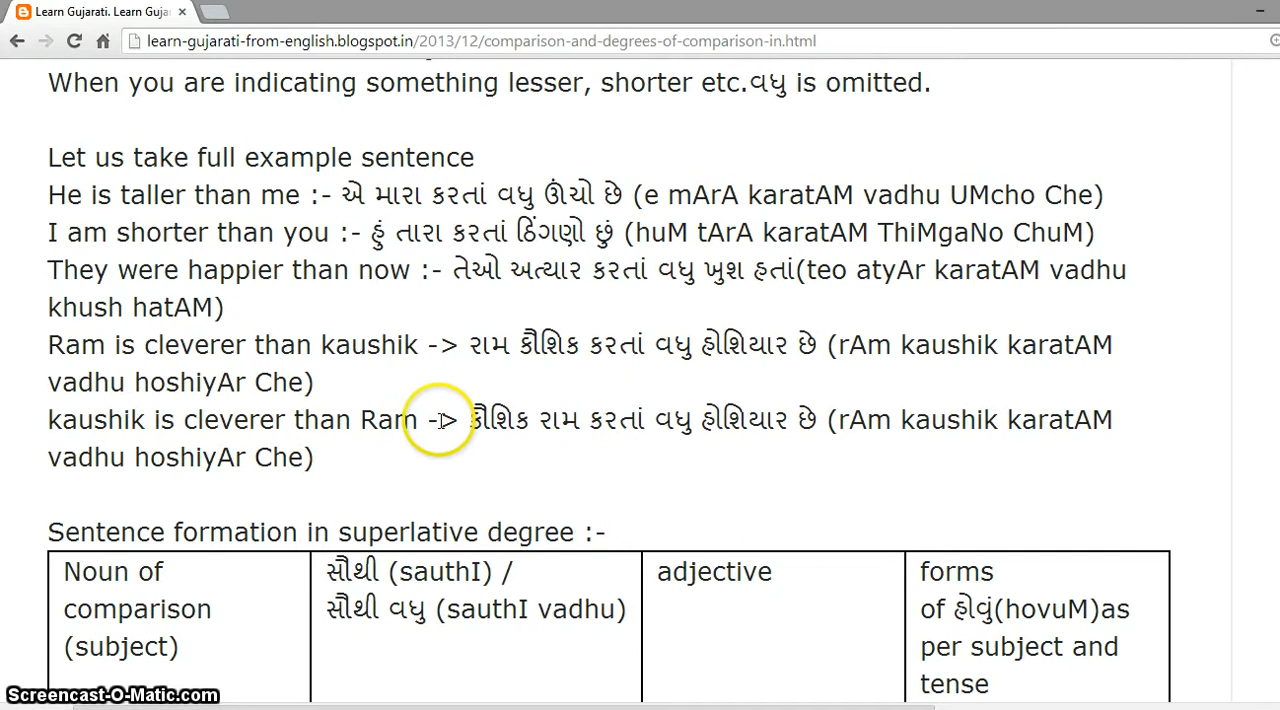 Learn Gujarati. Learn Guja
learn-gujarati-from-english.blogspot.in/2013/12/comparison-and-degrees-of-comparison-in.html
When you are indicating something lesser, shorter etc.વધુ is omitted.
Let us take full example sentence
He is taller than me :- એ મારા કરતાં વધુ ઊંચો છે (e mArA karatAM vadhu UMcho Che)
I am shorter than you :- હું તારા કરતાં ઠિંગણો છું (huM tArA karatAM ThiMgaNo ChuM)
They were happier than now :- તેઓ અત્યાર કરતાં વધુ ખુશ હતાં(teo atyAr karatAM vadhu
khush hatAM)
Ram is cleverer than kaushik -> રામ કૌશિક કરતાં વધુ હોશિયાર છે (rAm kaushik karatAM
vadhu hoshiyAr Che)
kaushik is cleverer than Ram -> કૌશિક રામ કરતાં વધુ હોશિયાર છે (rAm kaushik karatAM
vadhu hoshiyAr Che)
Sentence formation in superlative degree :-
Noun of
comparison
(subject)
સૌથી (sauthI) /
સૌથી વધુ (sauthI vadhu)
adjective
forms
of હોવું(hovuM)as
per subject and
tense
Screencast-O-Matic.com